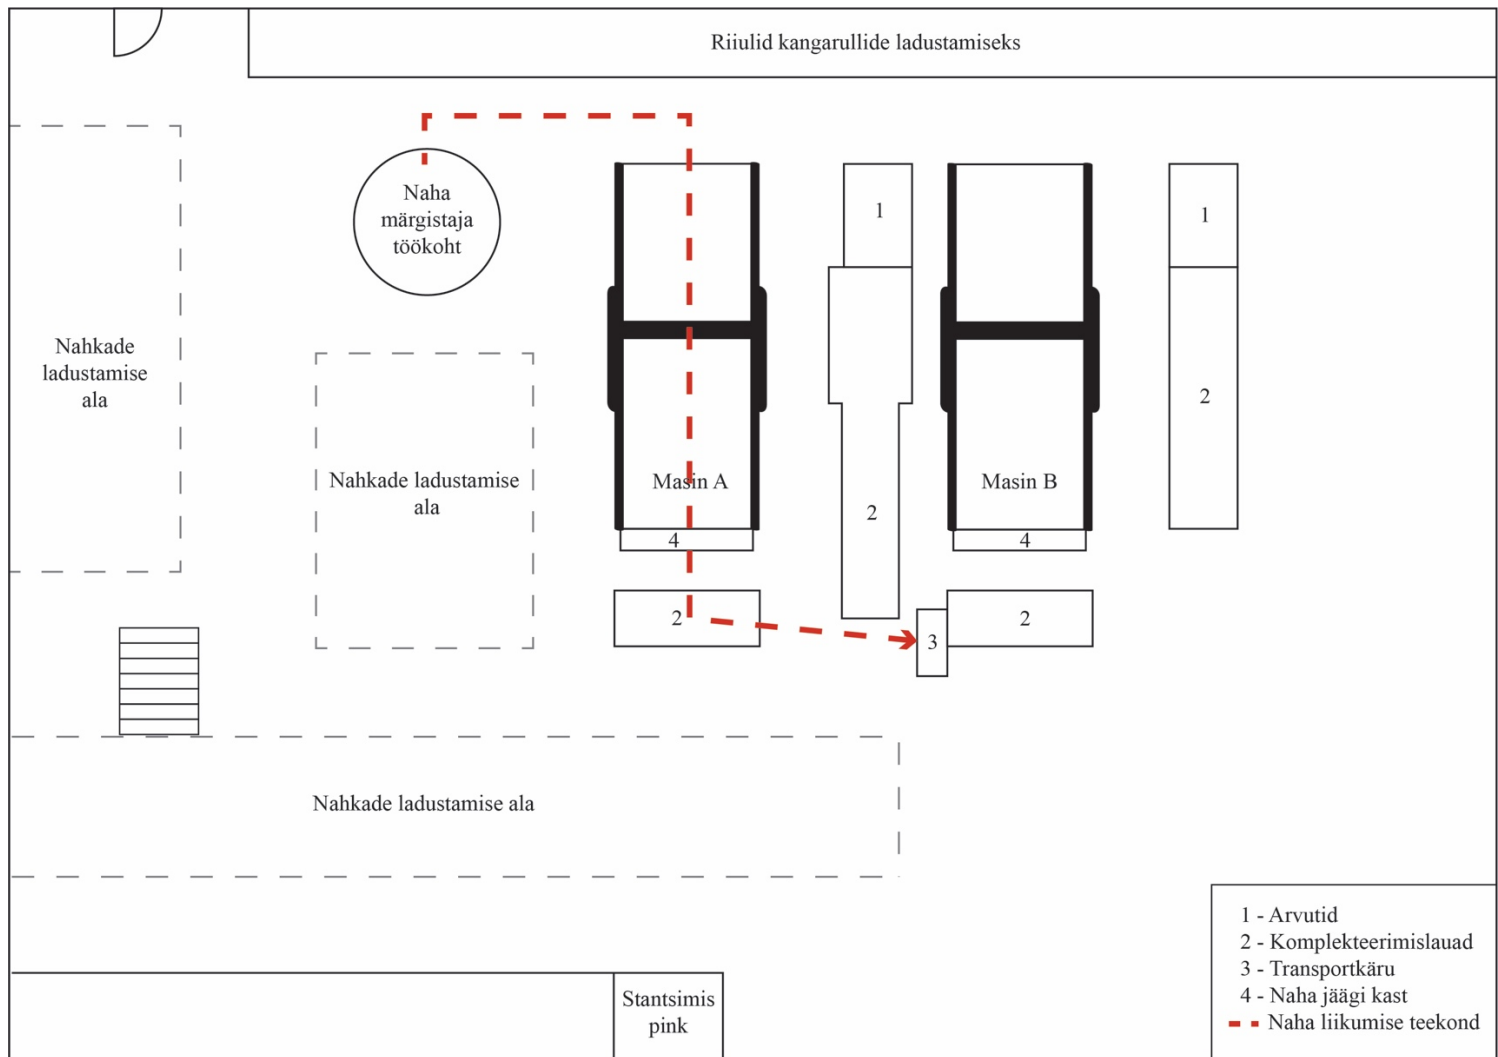 Riiulid kangarullide ladustamiseks
Naha
märgistaja
töökoht
1
1
Nahkade
ladustamise
ala
2
Nahkade ladustamise
ala
Masin A
2
Masin B
4
4
2
2
3
Nahkade ladustamise ala
Stantsimis
pink
1 - Arvutid
2 - Komplekteerimislauad
3 - Transportkäru
4 - Naha jäägi kast
Naha liikumise teekond